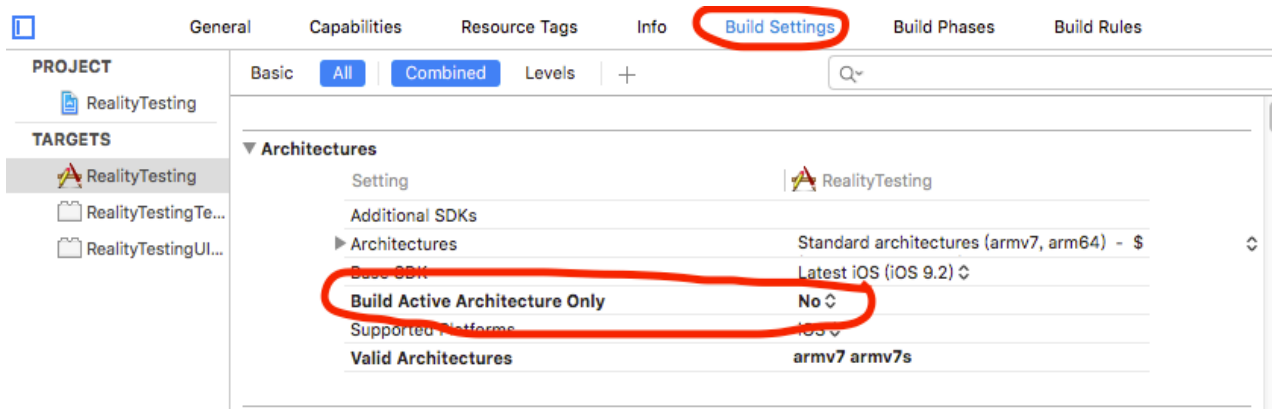 General Capabilities Resource Tags Info Build Settings Build Phases Build Rules
PROJECT
RealityTesting
TARGETS
RealityTesting
RealityTestingTe...
RealityTestingUI...
Basic All Combined Levels +
Architectures
Setting RealityTesting
Additional SDKs
Architectures Standard architectures (armv7, arm64) - $
Base SDK Latest iOS (iOS 9.2)
Build Active Architecture Only No
Supported Platforms iOS
Valid Architectures armv7 armv7s